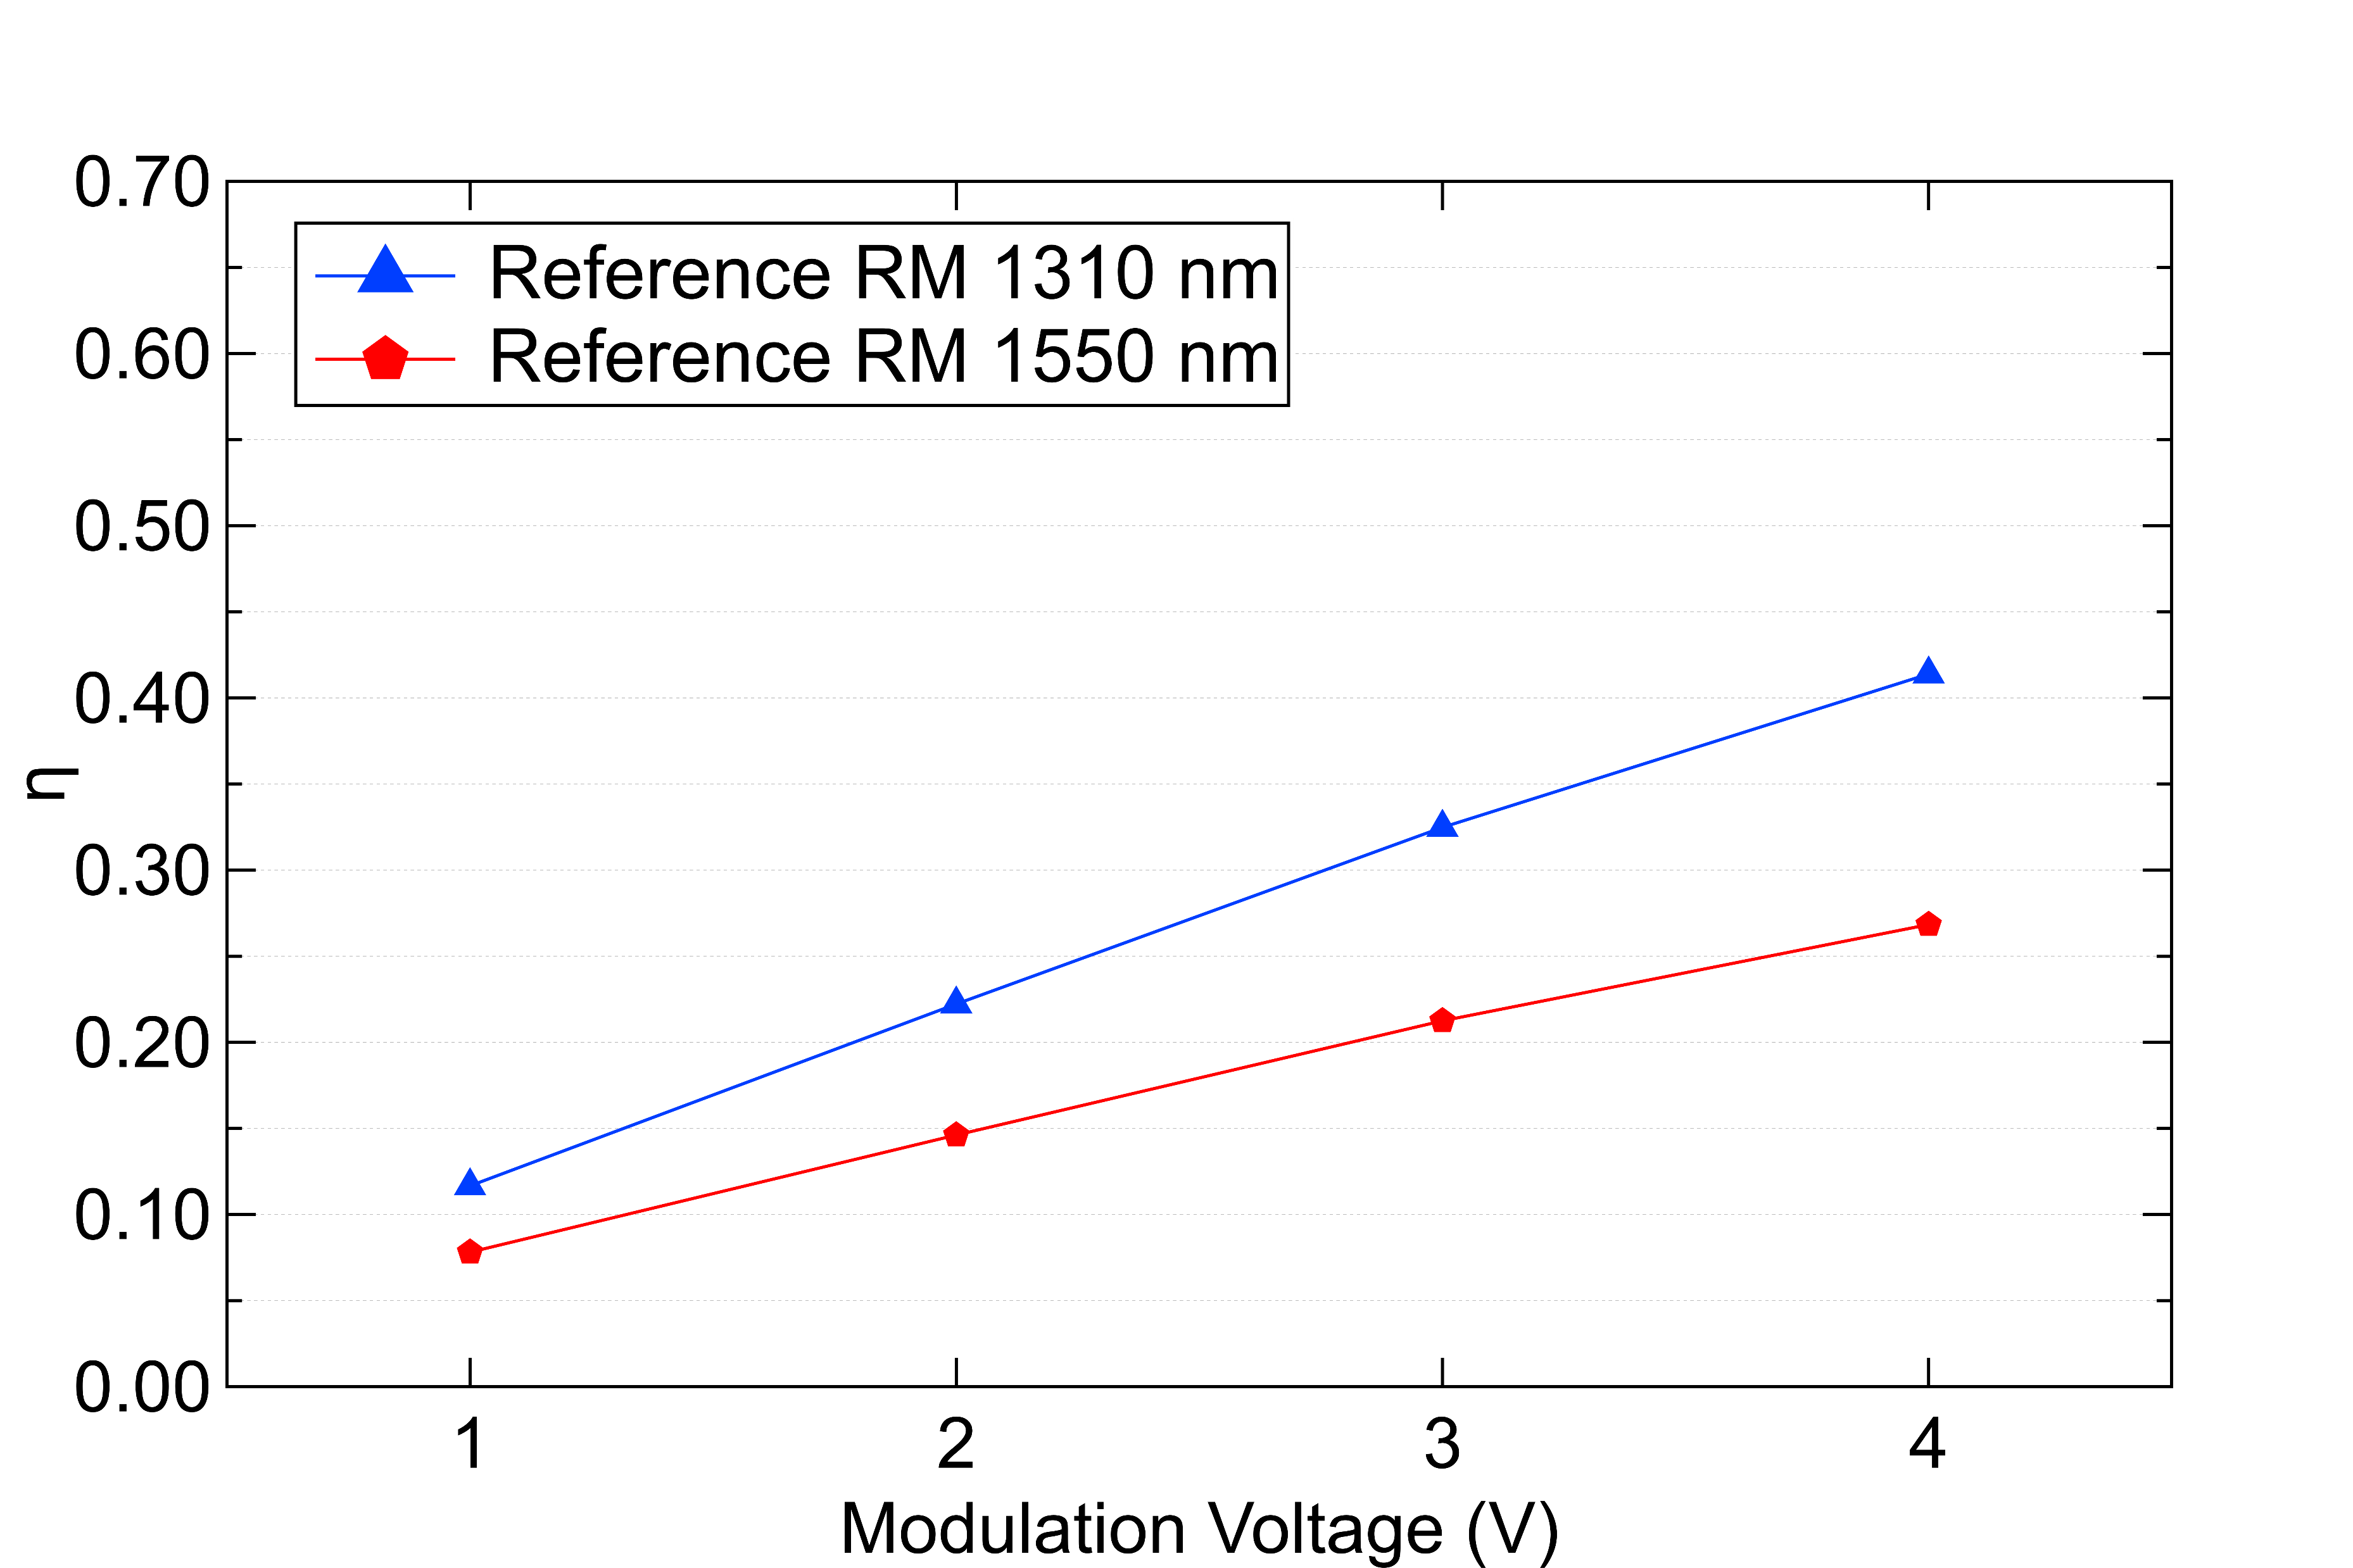 0.70
Reference RM 1310 nm
0.60
Reference RM 1550 nm
0.50
0.40
η
0.30
0.20
0.10
0.00
1 2 3 4
Modulation Voltage (V)